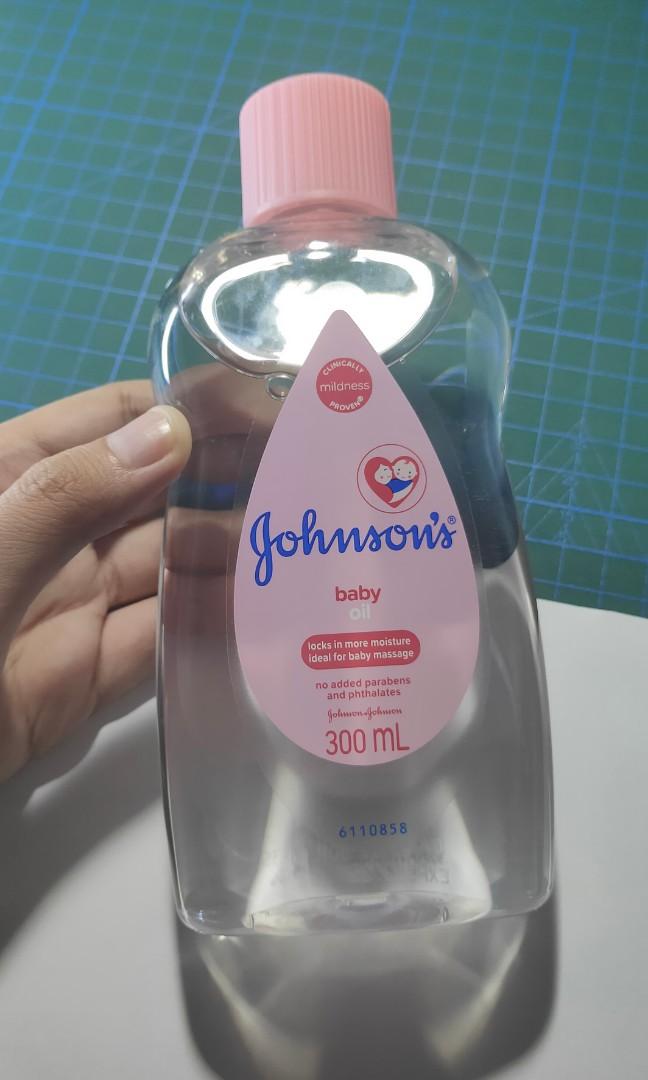 CLINICALLY
mildness
PROVEN®
Johnson's®
baby
oil
locks in more moisture
ideal for baby massage
no added parabens
and phthalates
Johnson & Johnson
300 mL
6110858
EXP